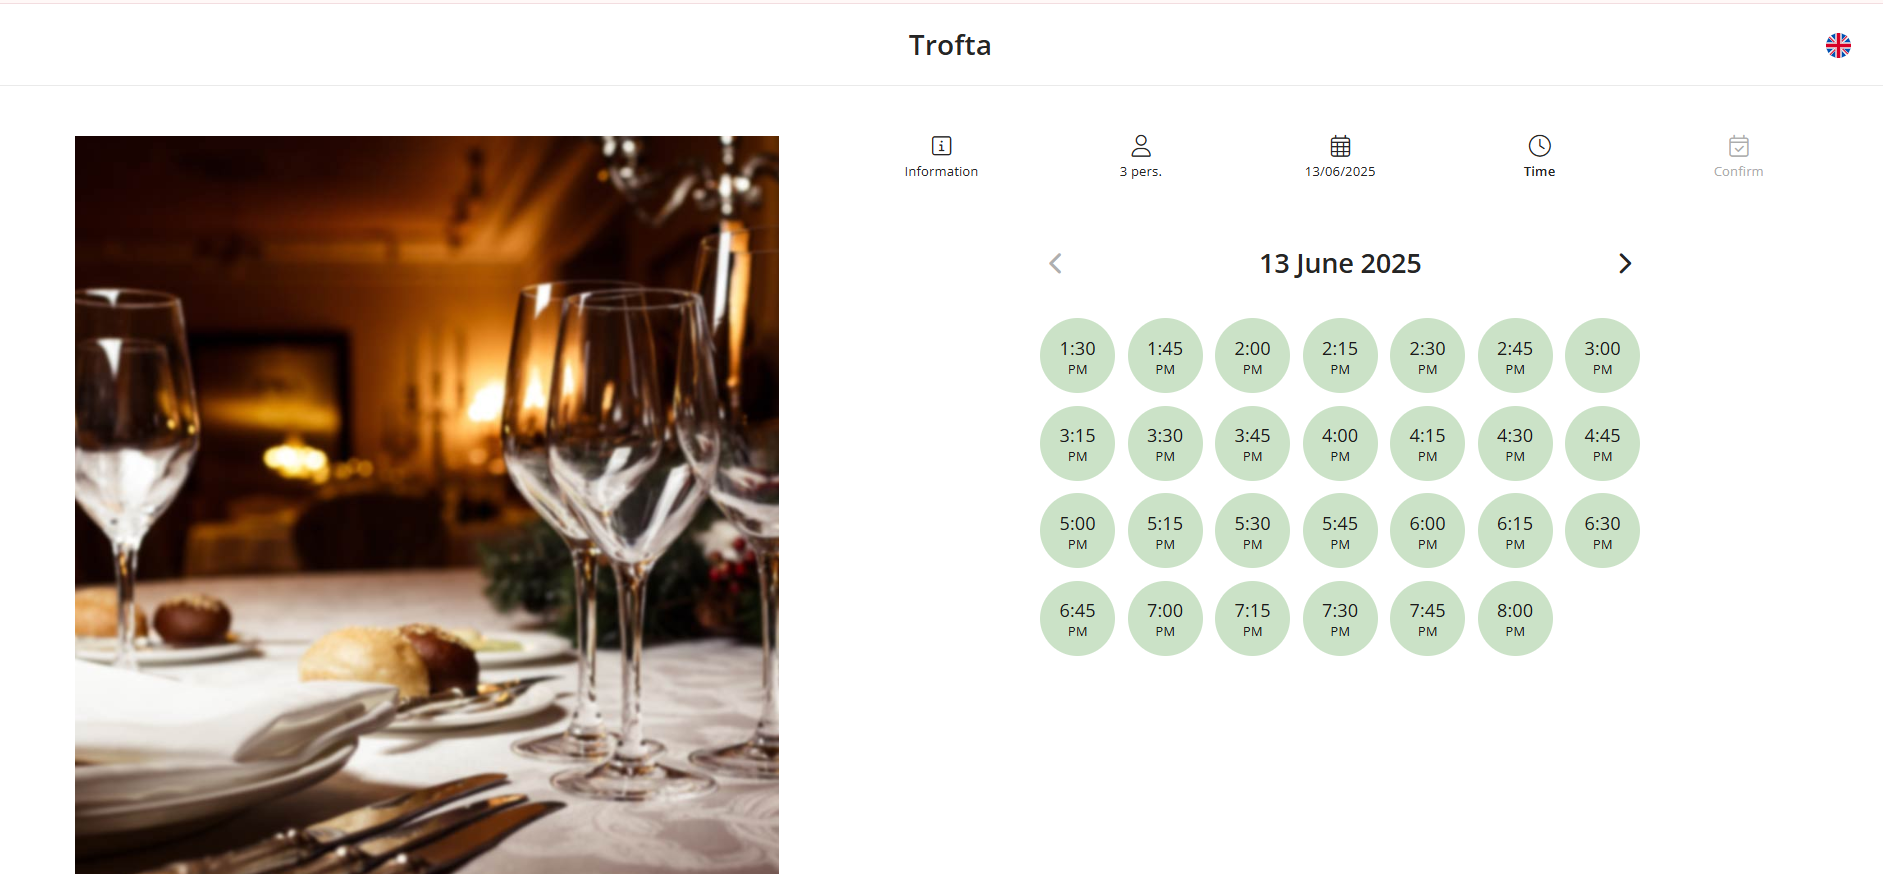 Trofta
Information
3 pers.
13/06/2025
Time
Confirm
13 June 2025
1:30 PM
1:45 PM
2:00 PM
2:15 PM
2:30 PM
2:45 PM
3:00 PM
3:15 PM
3:30 PM
3:45 PM
4:00 PM
4:15 PM
4:30 PM
4:45 PM
5:00 PM
5:15 PM
5:30 PM
5:45 PM
6:00 PM
6:15 PM
6:30 PM
6:45 PM
7:00 PM
7:15 PM
7:30 PM
7:45 PM
8:00 PM